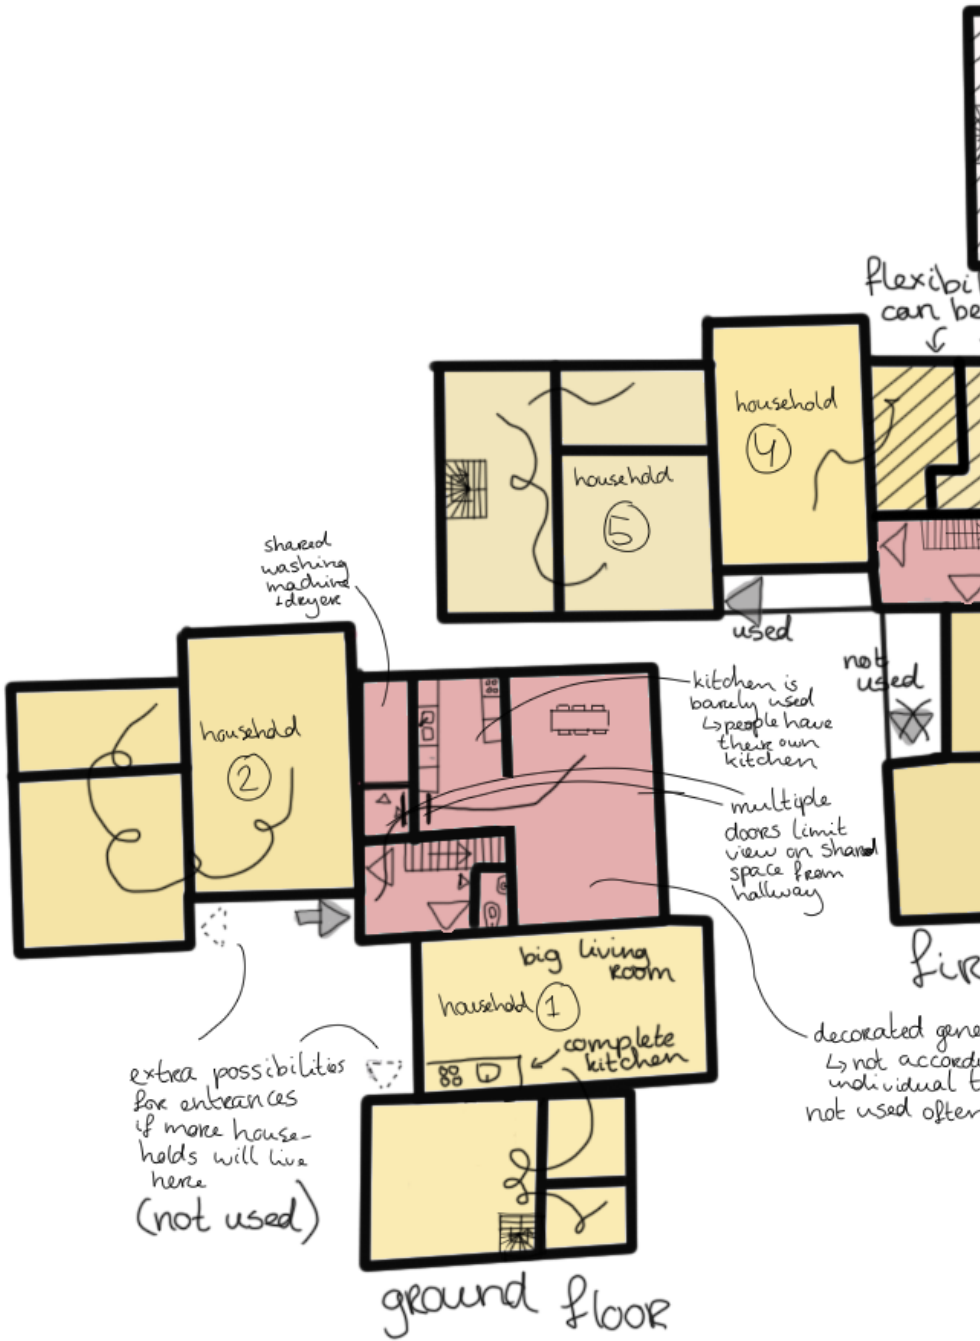 flexibi
can be
household
4
household
5
used
not
used
shared
washing
machine
+dryer
household
2
kitchen is
barely used
↳people have
their own
kitchen
multiple
doors limit
view on shared
space from
hallway
big living
room
household 1
complete
kitchen
extra possibilities
for entrances
if more house-
holds will live
here
(not used)
fir
decorated gene
↳not accord
individual t
not used often
ground floor